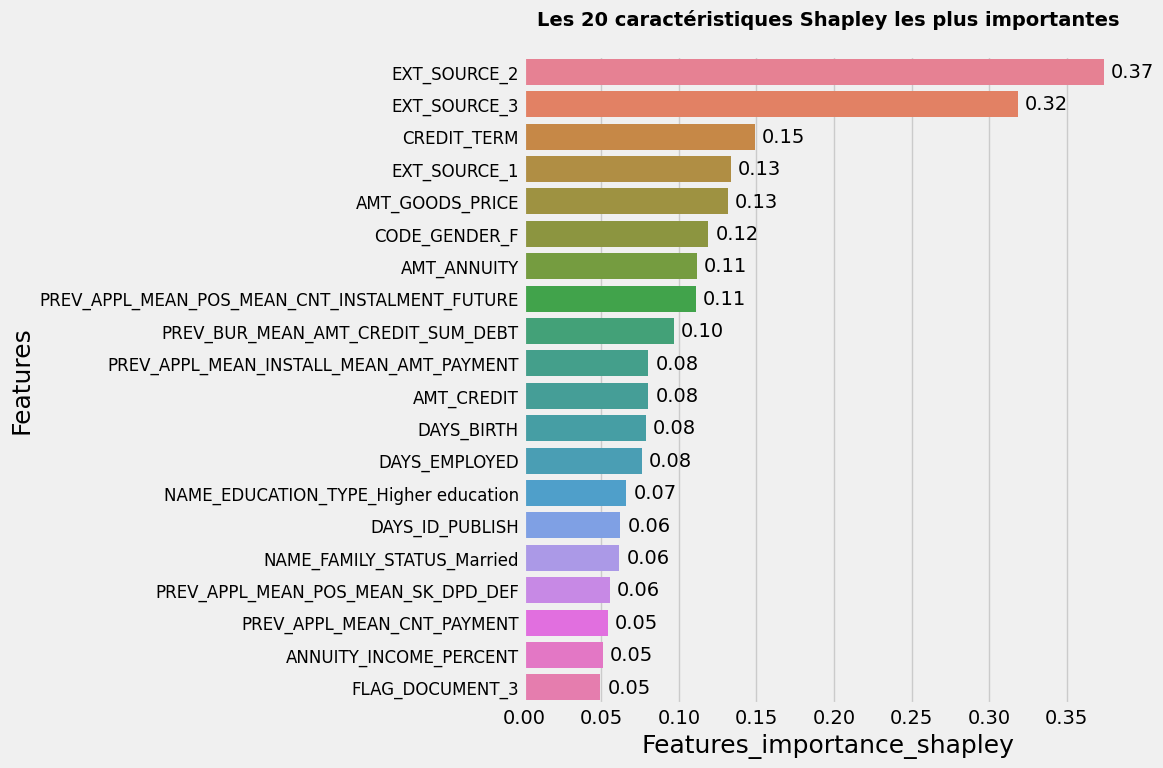 Les 20 caractéristiques Shapley les plus importantes
EXT_SOURCE_2 0.37
EXT_SOURCE_3 0.32
CREDIT_TERM 0.15
EXT_SOURCE_1 0.13
AMT_GOODS_PRICE 0.13
CODE_GENDER_F 0.12
AMT_ANNUITY 0.11
PREV_APPL_MEAN_POS_MEAN_CNT_INSTALMENT_FUTURE 0.11
PREV_BUR_MEAN_AMT_CREDIT_SUM_DEBT 0.10
PREV_APPL_MEAN_INSTALL_MEAN_AMT_PAYMENT 0.08
AMT_CREDIT 0.08
DAYS_BIRTH 0.08
DAYS_EMPLOYED 0.08
NAME_EDUCATION_TYPE_Higher education 0.07
DAYS_ID_PUBLISH 0.06
NAME_FAMILY_STATUS_Married 0.06
PREV_APPL_MEAN_POS_MEAN_SK_DPD_DEF 0.06
PREV_APPL_MEAN_CNT_PAYMENT 0.05
ANNUITY_INCOME_PERCENT 0.05
FLAG_DOCUMENT_3 0.05
Features
0.00 0.05 0.10 0.15 0.20 0.25 0.30 0.35
Features_importance_shapley